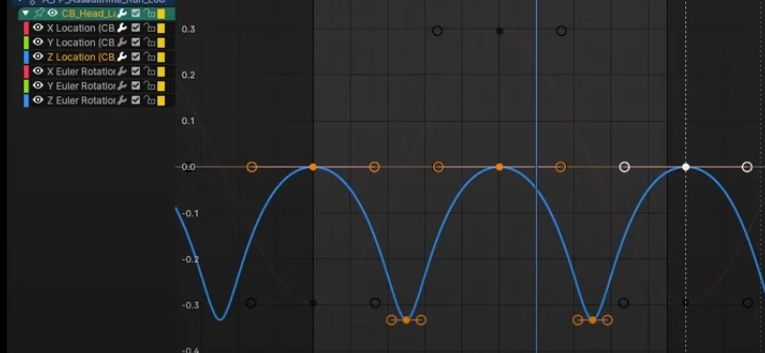 CB_Head_L
X Location (CB
Y Location (CB
Z Location (CB
X Euler Rotation
Y Euler Rotation
Z Euler Rotation
0.3
0.2
0.1
0.0
-0.1
-0.2
-0.3
-0.4